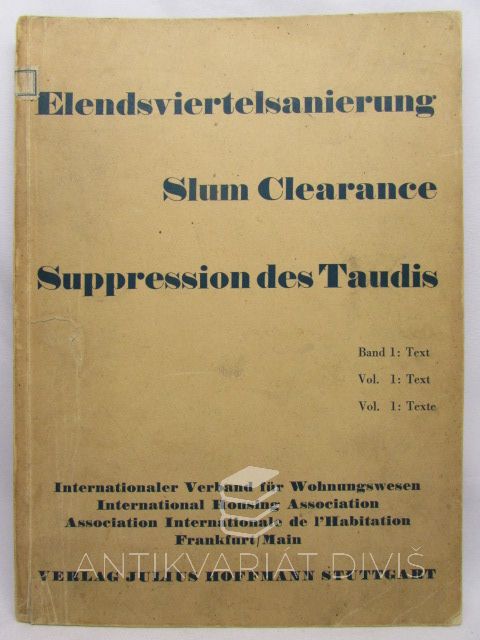 Elendsviertelsanierung
Slum Clearance
Suppression des Taudis
Band 1: Text
Vol. 1: Text
Vol. 1: Texte
Internationaler Verband für Wohnungswesen
International Housing Association
Association Internationale de l'Habitation
Frankfurt/Main
ANTIKVARIÁT DIVIŠ
VERLAG JULIUS HOFFMANN STUTTGART